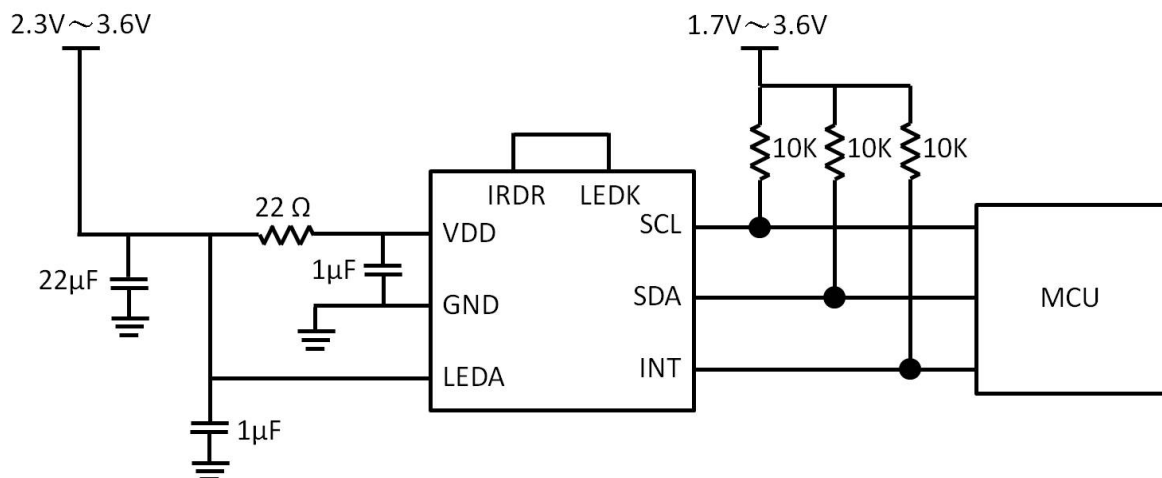 2.3V～3.6V
1.7V～3.6V
10K
10K
10K
IRDR
LEDK
22 Ω
VDD
SCL
22μF
1μF
GND
SDA
MCU
LEDA
INT
1μF